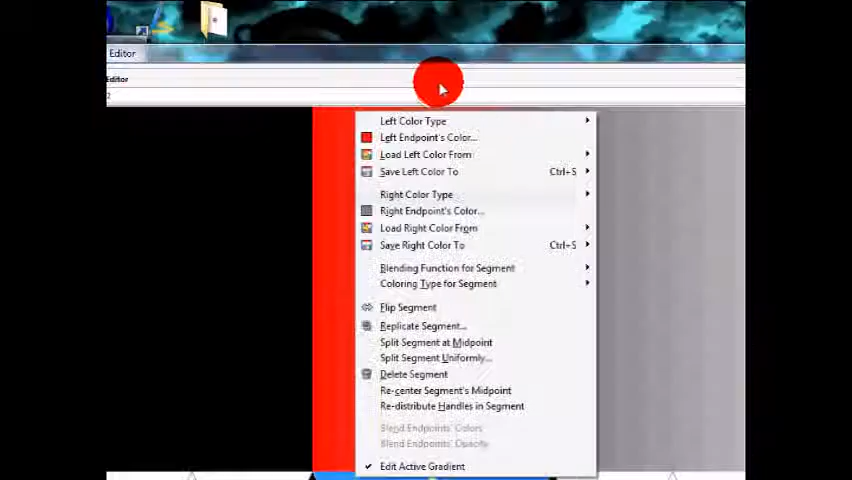 Editor
Editor
2
Left Color Type
Left Endpoint's Color...
Load Left Color From
Save Left Color To Ctrl+S
Right Color Type
Right Endpoint's Color...
Load Right Color From
Save Right Color To Ctrl+S
Blending Function for Segment
Coloring Type for Segment
Flip Segment
Replicate Segment...
Split Segment at Midpoint
Split Segment Uniformly...
Delete Segment
Re-center Segment's Midpoint
Re-distribute Handles in Segment
Blend Endpoints' Colors
Blend Endpoints' Opacity
Edit Active Gradient